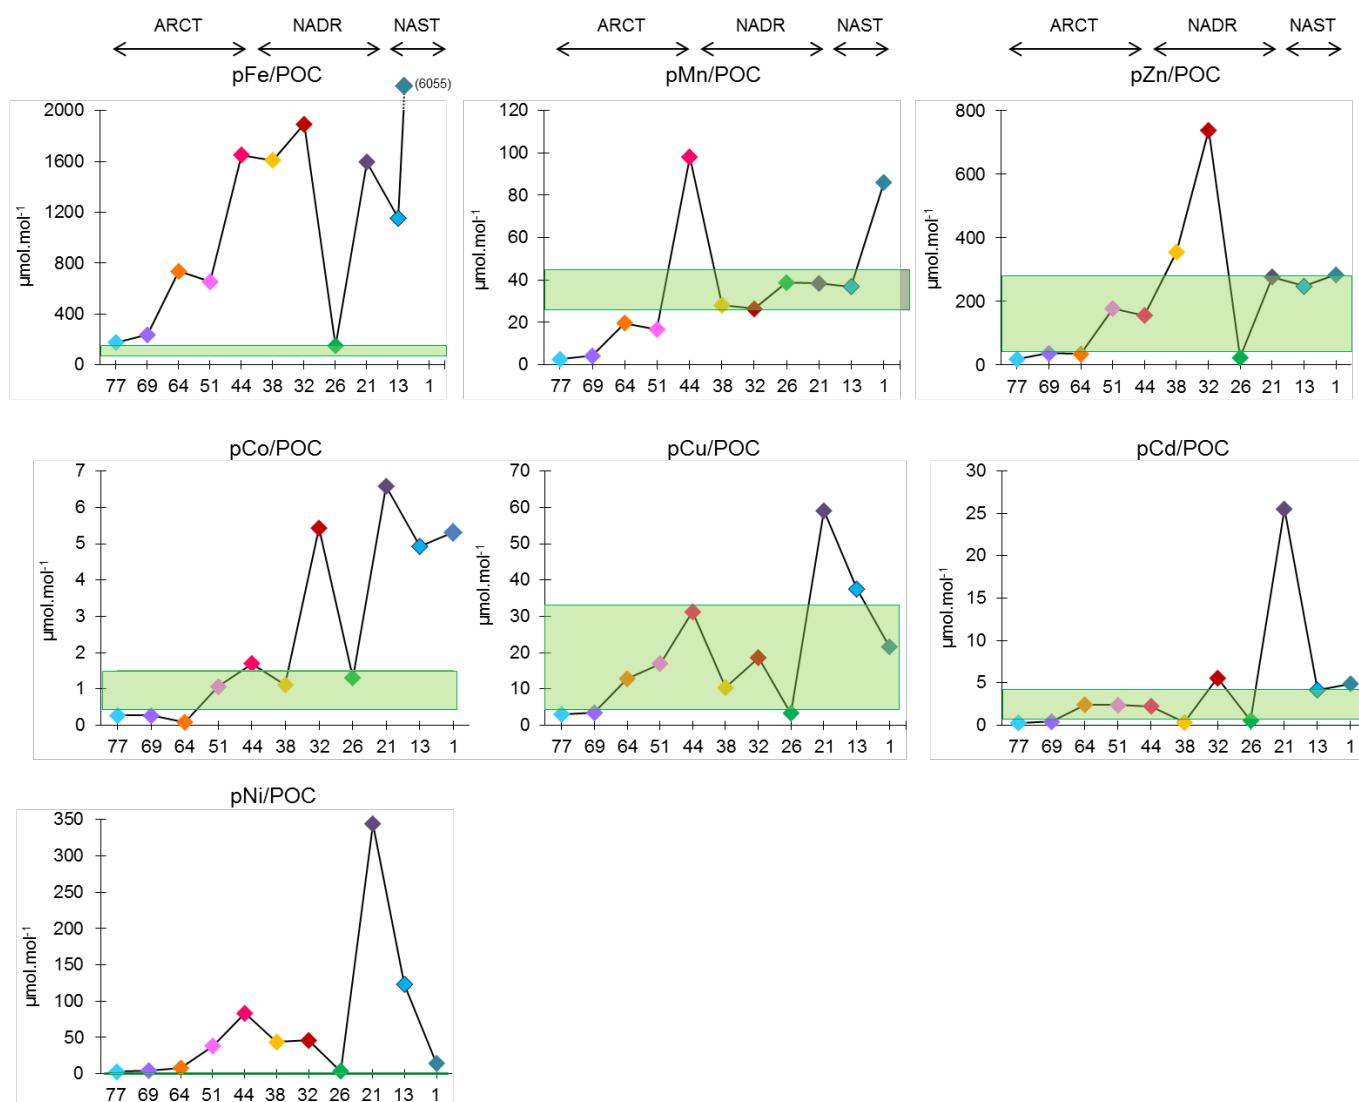 ARCT NADR NAST ARCT NADR NAST ARCT NADR NAST
pFe/POC pMn/POC pZn/POC
(6055)
µmol.mol⁻¹
2000
1600
1200
800
400
0
77 69 64 51 44 38 32 26 21 13 1
µmol.mol⁻¹
120
100
80
60
40
20
0
77 69 64 51 44 38 32 26 21 13 1
µmol.mol⁻¹
800
600
400
200
0
77 69 64 51 44 38 32 26 21 13 1
pCo/POC pCu/POC pCd/POC
µmol.mol⁻¹
7
6
5
4
3
2
1
0
77 69 64 51 44 38 32 26 21 13 1
µmol.mol⁻¹
70
60
50
40
30
20
10
0
77 69 64 51 44 38 32 26 21 13 1
µmol.mol⁻¹
30
25
20
15
10
5
0
77 69 64 51 44 38 32 26 21 13 1
pNi/POC
µmol.mol⁻¹
350
300
250
200
150
100
50
0
77 69 64 51 44 38 32 26 21 13 1